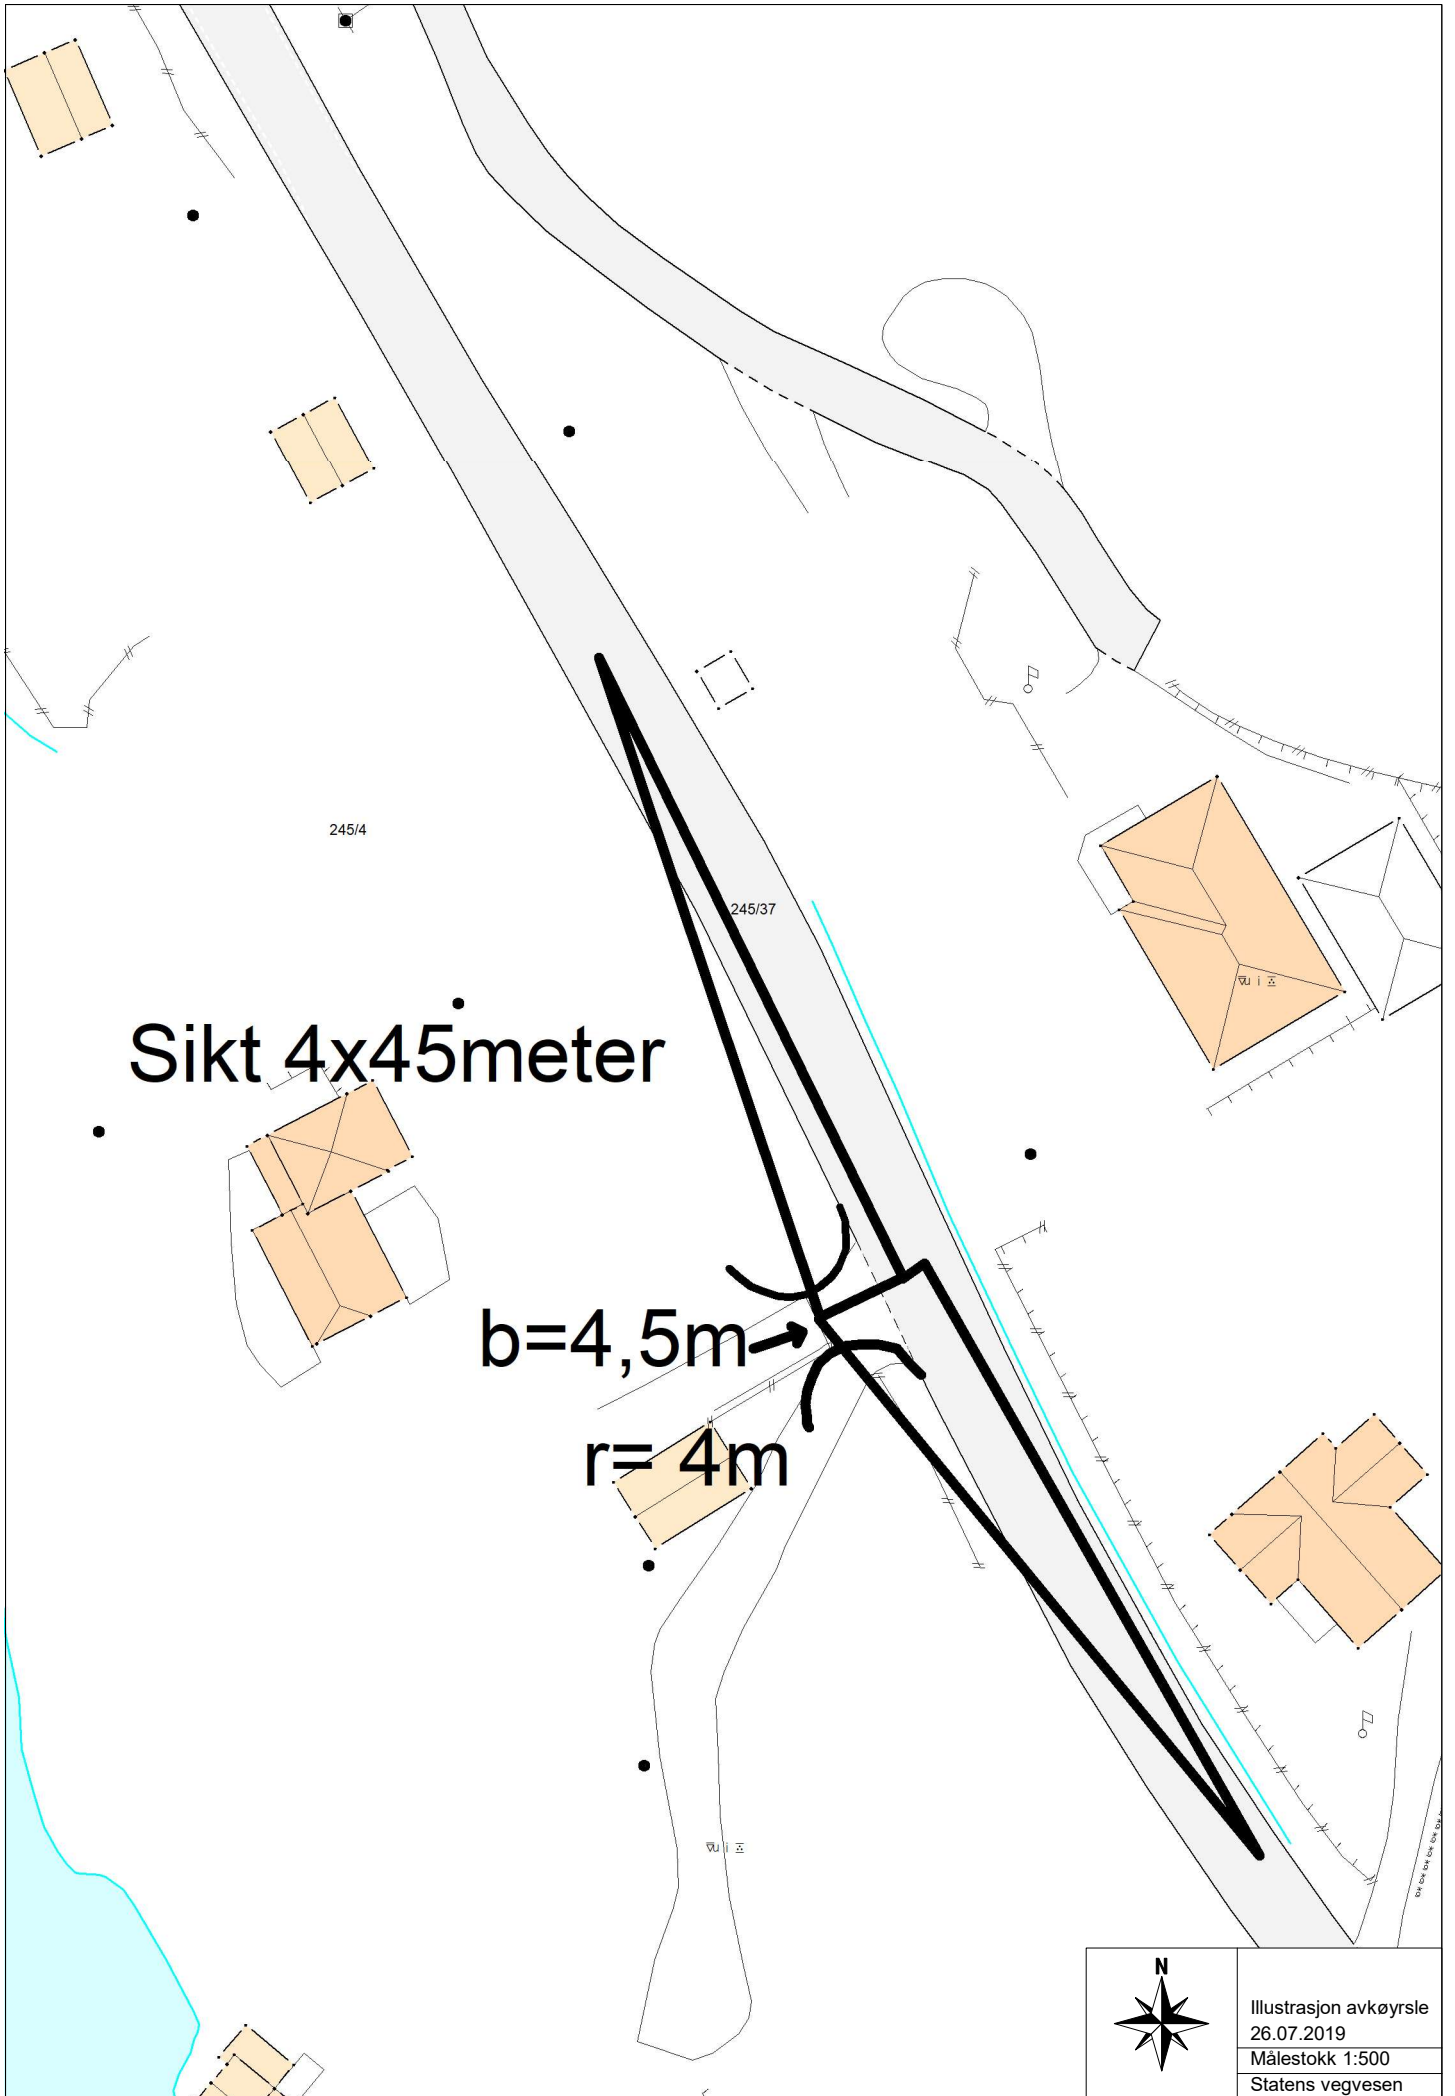 245/4
245/37
Sikt 4x45meter
b=4,5m
r= 4m
N
Illustrasjon avkøyrsle
26.07.2019
Målestokk 1:500
Statens vegvesen